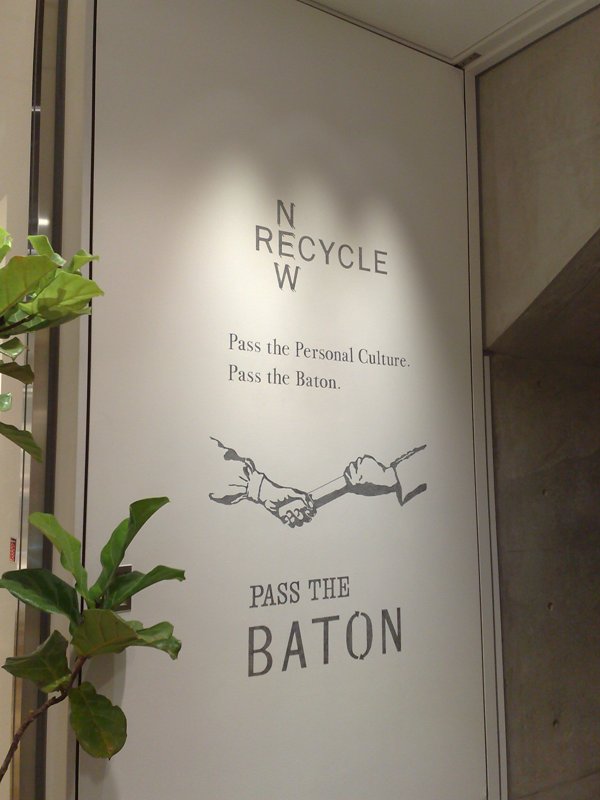 N
RECYCLE
W
Pass the Personal Culture.
Pass the Baton.
PASS THE
BATON